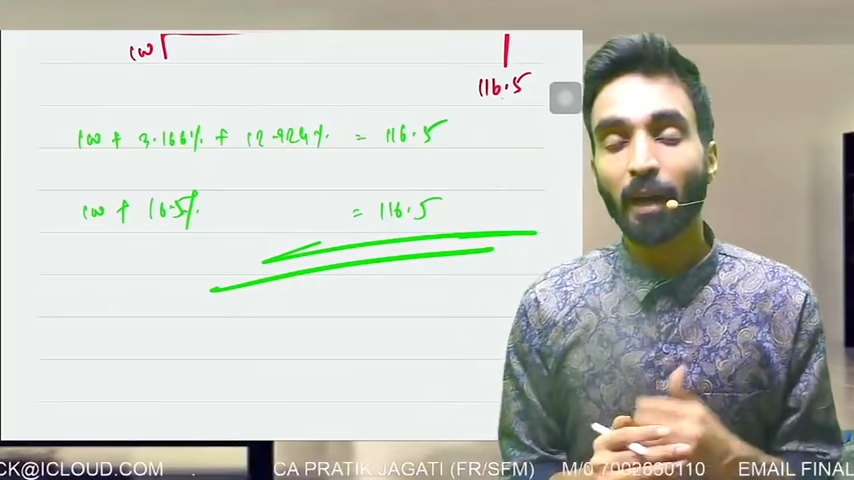 100
116.5
100 + 3.166% + 12.924% = 116.5
100 + 16.5% = 116.5
CK@ICLOUD.COM CA PRATIK JAGATI (FR/SFM) M/0 7002660110 EMAIL FINAL